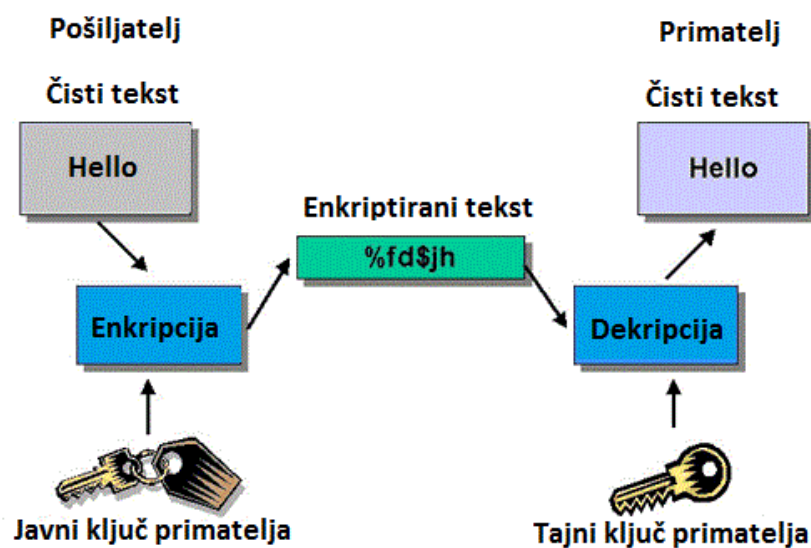 Pošiljatelj
Primatelj
Čisti tekst
Čisti tekst
Hello
Hello
Enkriptirani tekst
%fd$jh
Enkripcija
Dekripcija
Javni ključ primatelja
Tajni ključ primatelja